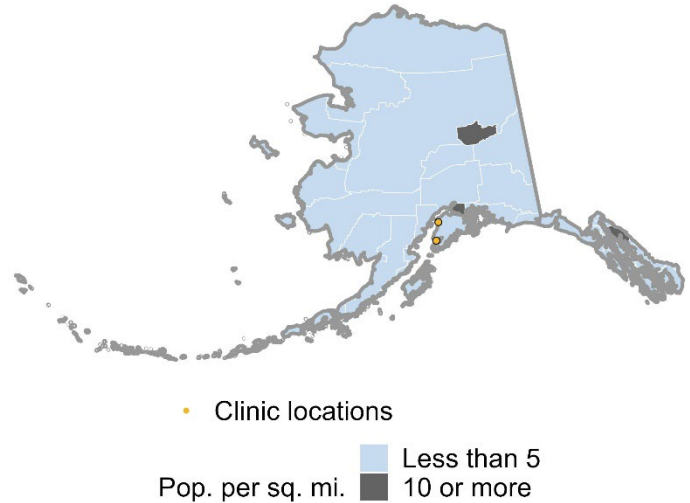 Clinic locations
Less than 5
Pop. per sq. mi.
10 or more